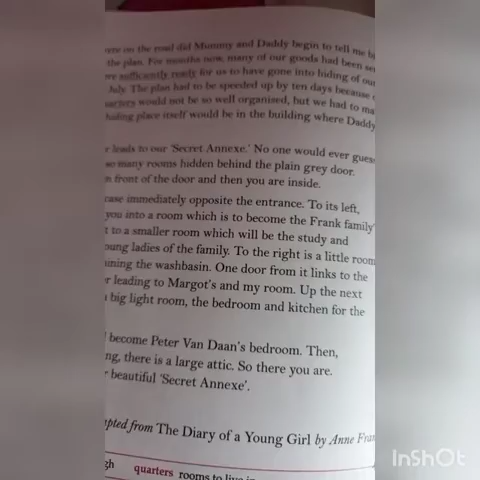 on the road did Mummy and Daddy begin to tell me
the plan. For months now, many of our goods had been
sufficiently ready for us to have gone into hiding of our
July. The plan had to be speeded up by ten days because
would not be so well organised, but we had to
hiding place itself would be in the building where Daddy
leads to our 'Secret Annexe.' No one would ever guess
so many rooms hidden behind the plain grey door.
in front of the door and then you are inside.
immediately opposite the entrance. To its left,
you into a room which is to become the Frank family'
to a smaller room which will be the study and
ladies of the family. To the right is a little room
the washbasin. One door from it links to the
leading to Margot's and my room. Up the next
big light room, the bedroom and kitchen for the
become Peter Van Daan's bedroom. Then,
there is a large attic. So there you are.
beautiful 'Secret Annexe'.
from The Diary of a Young Girl by Anne
quarters rooms to live in
InShOt